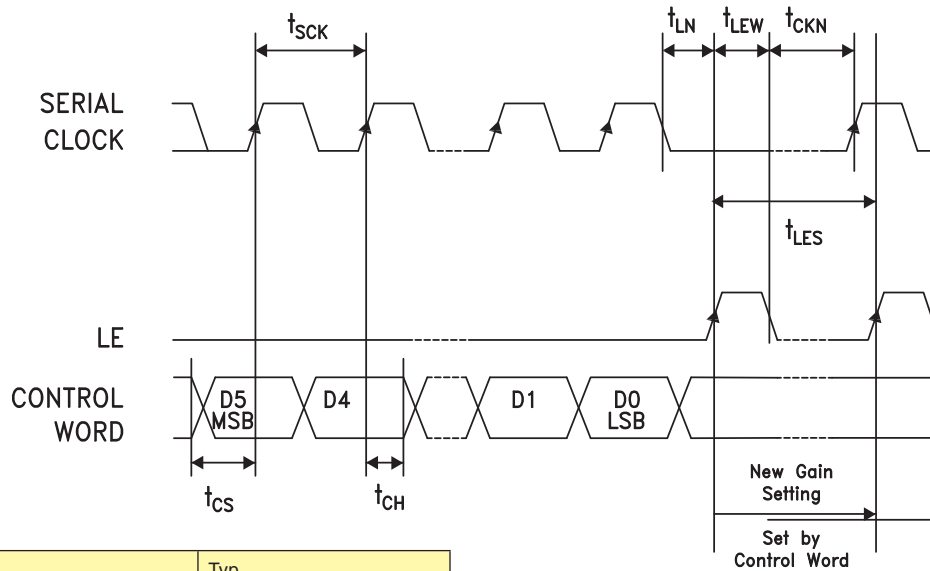 tSCK
tLN
tLEW
tCKN
SERIAL
CLOCK
tLES
LE
CONTROL
WORD
D5
MSB
D4
D1
D0
LSB
tCS
tCH
New Gain
Setting
Set by
Control Word
Typ